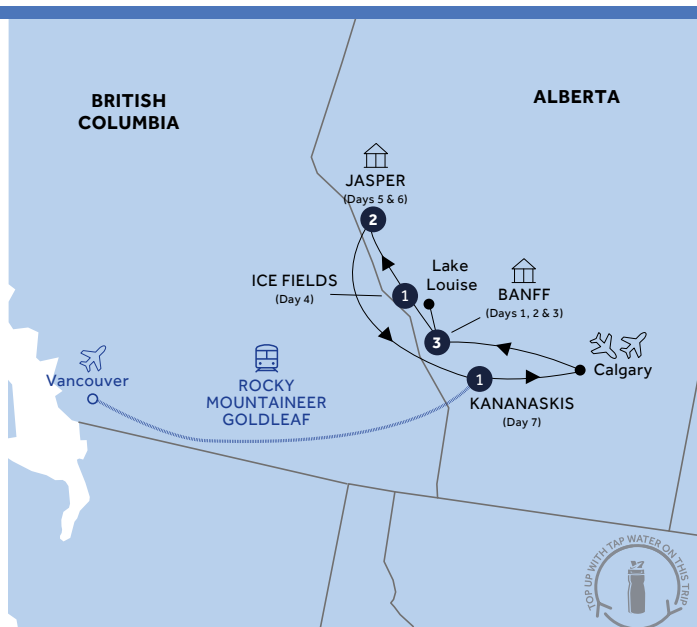 BRITISH
COLUMBIA
ALBERTA
JASPER
(Days 5 & 6)
2
Lake
Louise
ICE FIELDS
(Day 4)
1
BANFF
(Days 1, 2 & 3)
3
Calgary
Vancouver
ROCKY
MOUNTAINEER
GOLDLEAF
1
KANANASKIS
(Day 7)
TOP UP WITH TAP WATER ON THIS TRIP